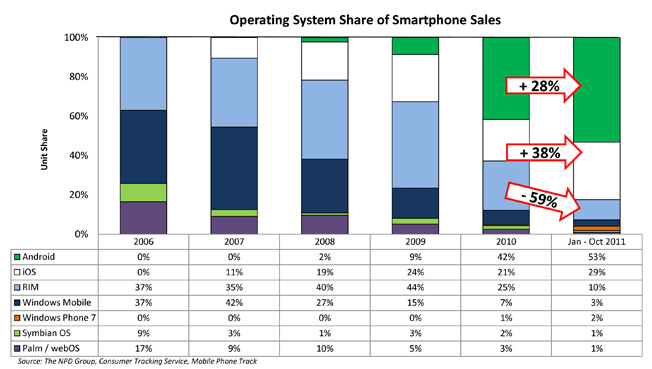 Operating System Share of Smartphone Sales
100%
80%
60%
40%
20%
0%
Unit Share
+ 28%
+ 38%
- 59%
2006 2007 2008 2009 2010 Jan - Oct 2011
Android 0% 0% 2% 9% 42% 53%
iOS 0% 11% 19% 24% 21% 29%
RIM 37% 35% 40% 44% 25% 10%
Windows Mobile 37% 42% 27% 15% 7% 3%
Windows Phone 7 0% 0% 0% 0% 1% 2%
Symbian OS 9% 3% 1% 3% 2% 1%
Palm / webOS 17% 9% 10% 5% 3% 1%
Source: The NPD Group, Consumer Tracking Service, Mobile Phone Track